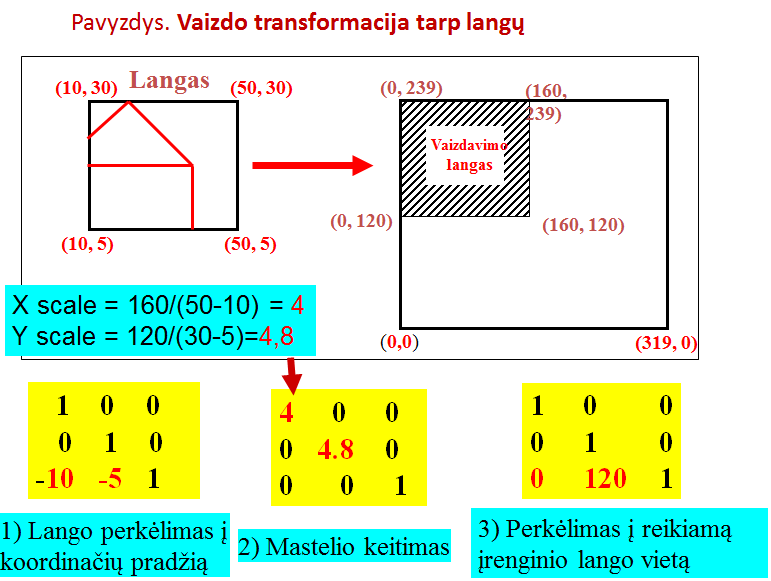 Pavyzdys. Vaizdo transformacija tarp langų
Langas
(10, 30)
(50, 30)
(0, 239)
(160,
239)
Vaizdavimo
langas
(0, 120)
(160, 120)
(10, 5)
(50, 5)
X scale = 160/(50-10) = 4
Y scale = 120/(30-5)=4,8
(0,0)
(319, 0)
1 0 0
0 1 0
-10 -5 1
4 0 0
0 4.8 0
0 0 1
1 0 0
0 1 0
0 120 1
1) Lango perkėlimas į
koordinačių pradžią
2) Mastelio keitimas
3) Perkėlimas į reikiamą
įrenginio lango vietą